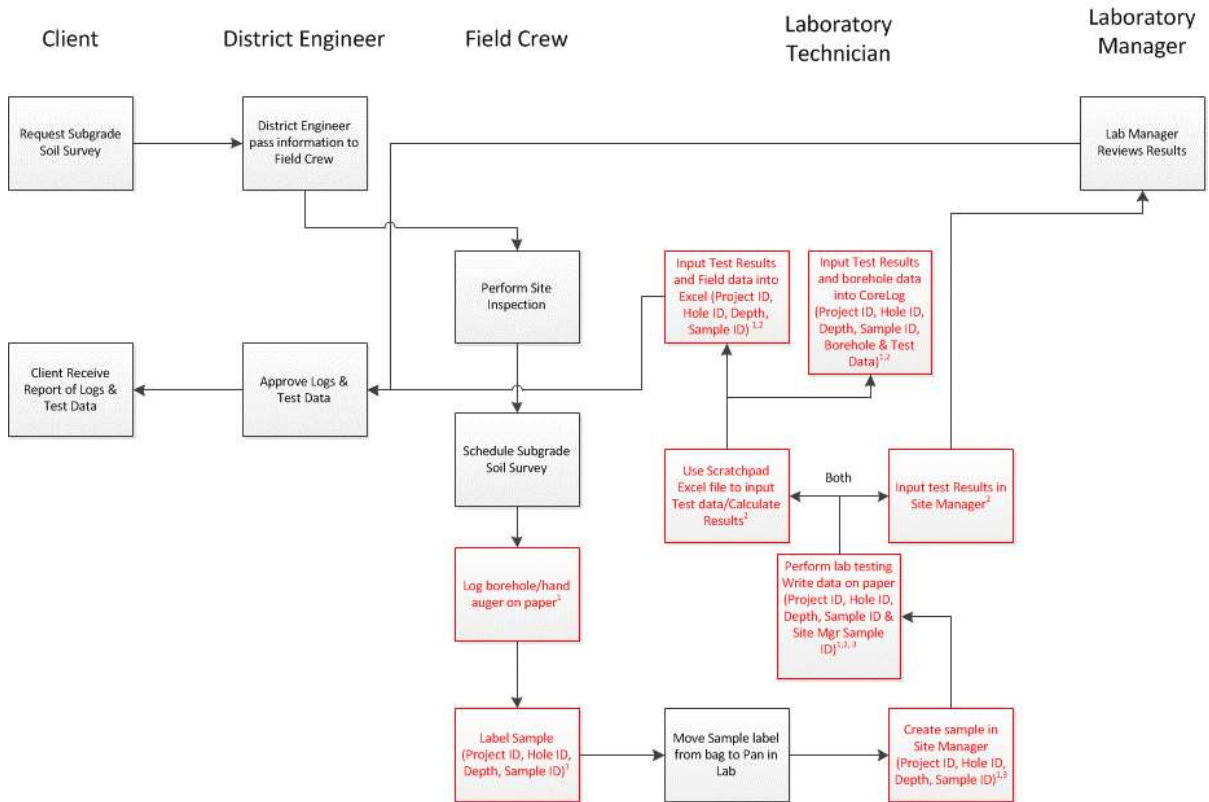 Client
District Engineer
Field Crew
Laboratory
Technician
Laboratory
Manager
Request Subgrade
Soil Survey
District Engineer
pass information to
Field Crew
Lab Manager
Reviews Results
Perform Site
Inspection
Input Test Results
and Field data into
Excel (Project ID,
Hole ID, Depth,
Sample ID) 1,2
Input Test Results
and borehole data
into CoreLog
(Project ID, Hole ID,
Depth, Sample ID,
Borehole & Test
Data)1,2
Client Receive
Report of Logs &
Test Data
Approve Logs &
Test Data
Schedule Subgrade
Soil Survey
Use Scratchpad
Excel file to input
Test data/Calculate
Results2
Both
Input test Results in
Site Manager2
Log borehole/hand
auger on paper1
Perform lab testing
Write data on paper
(Project ID, Hole ID,
Depth, Sample ID &
Site Mgr Sample
ID)1,2, 3
Label Sample
(Project ID, Hole ID,
Depth, Sample ID)1
Move Sample label
from bag to Pan in
Lab
Create sample in
Site Manager
(Project ID, Hole ID,
Depth, Sample ID)1,3